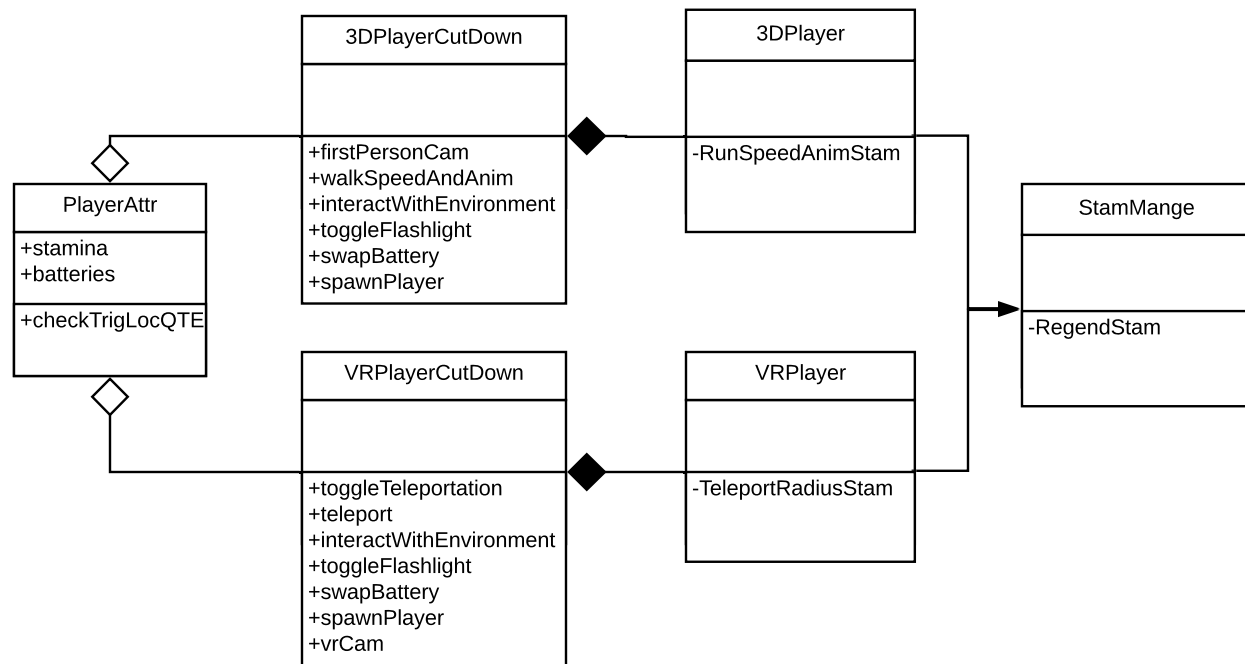 3DPlayerCutDown
+firstPersonCam
+walkSpeedAndAnim
+interactWithEnvironment
+toggleFlashlight
+swapBattery
+spawnPlayer
3DPlayer
-RunSpeedAnimStam
PlayerAttr
+stamina
+batteries
+checkTrigLocQTE
StamMange
-RegendStam
VRPlayerCutDown
+toggleTeleportation
+teleport
+interactWithEnvironment
+toggleFlashlight
+swapBattery
+spawnPlayer
+vrCam
VRPlayer
-TeleportRadiusStam